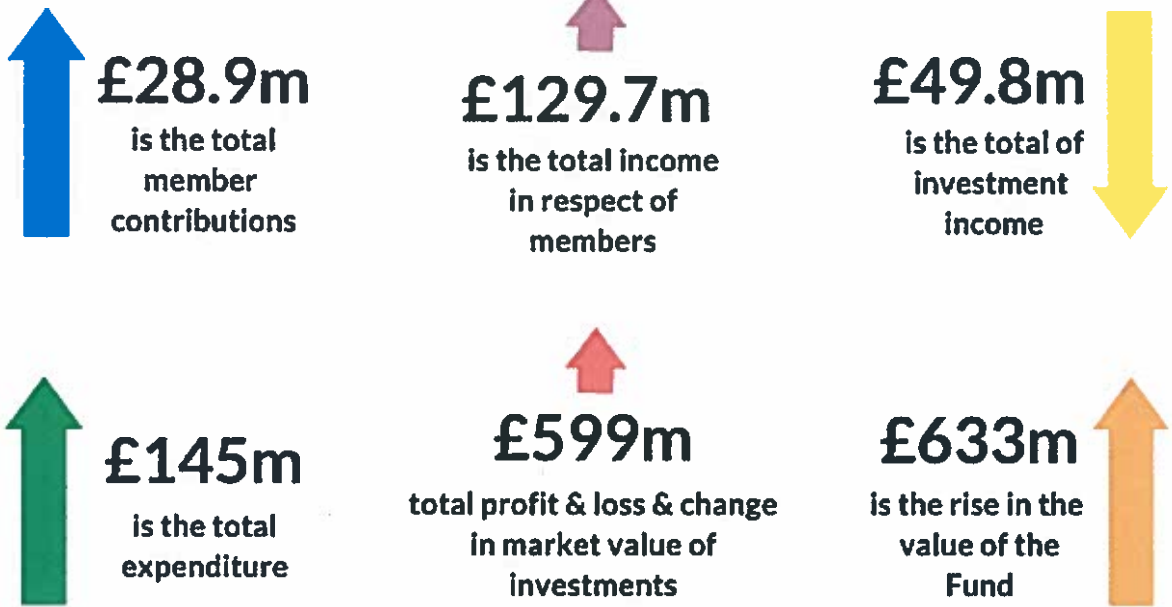 £28.9m
is the total
member
contributions
£129.7m
is the total income
in respect of
members
£49.8m
is the total of
investment
income
£145m
is the total
expenditure
£599m
total profit & loss & change
in market value of
investments
£633m
is the rise in the
value of the
Fund